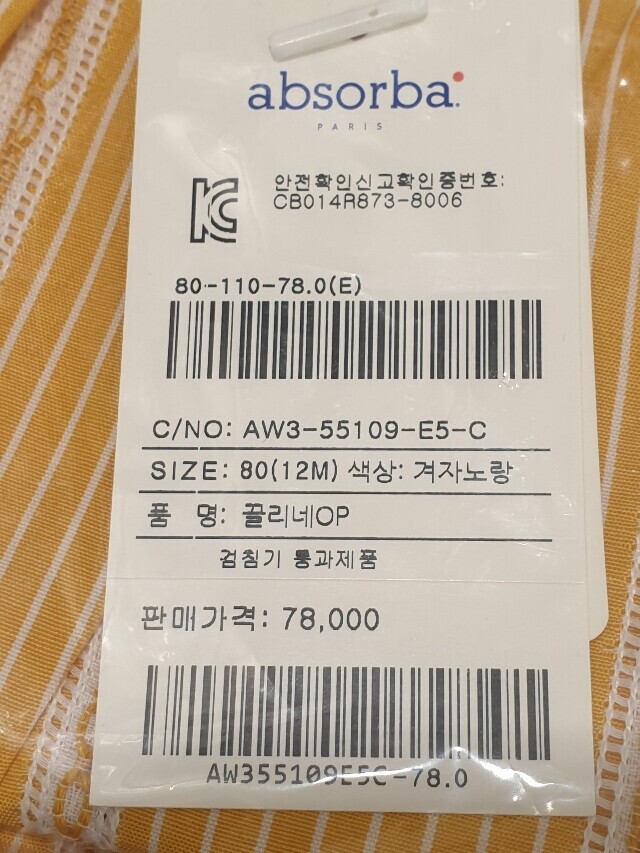 absorba
PARIS
안전확인신고확인증번호:
CB014R873-8006
80-110-78.0(E)
C/NO: AW3-55109-E5-C
SIZE: 80(12M) 색상: 겨자노랑
품 명: 끌리네OP
검침기 통과제품
판매가격: 78,000
AW355109E5C-78.0